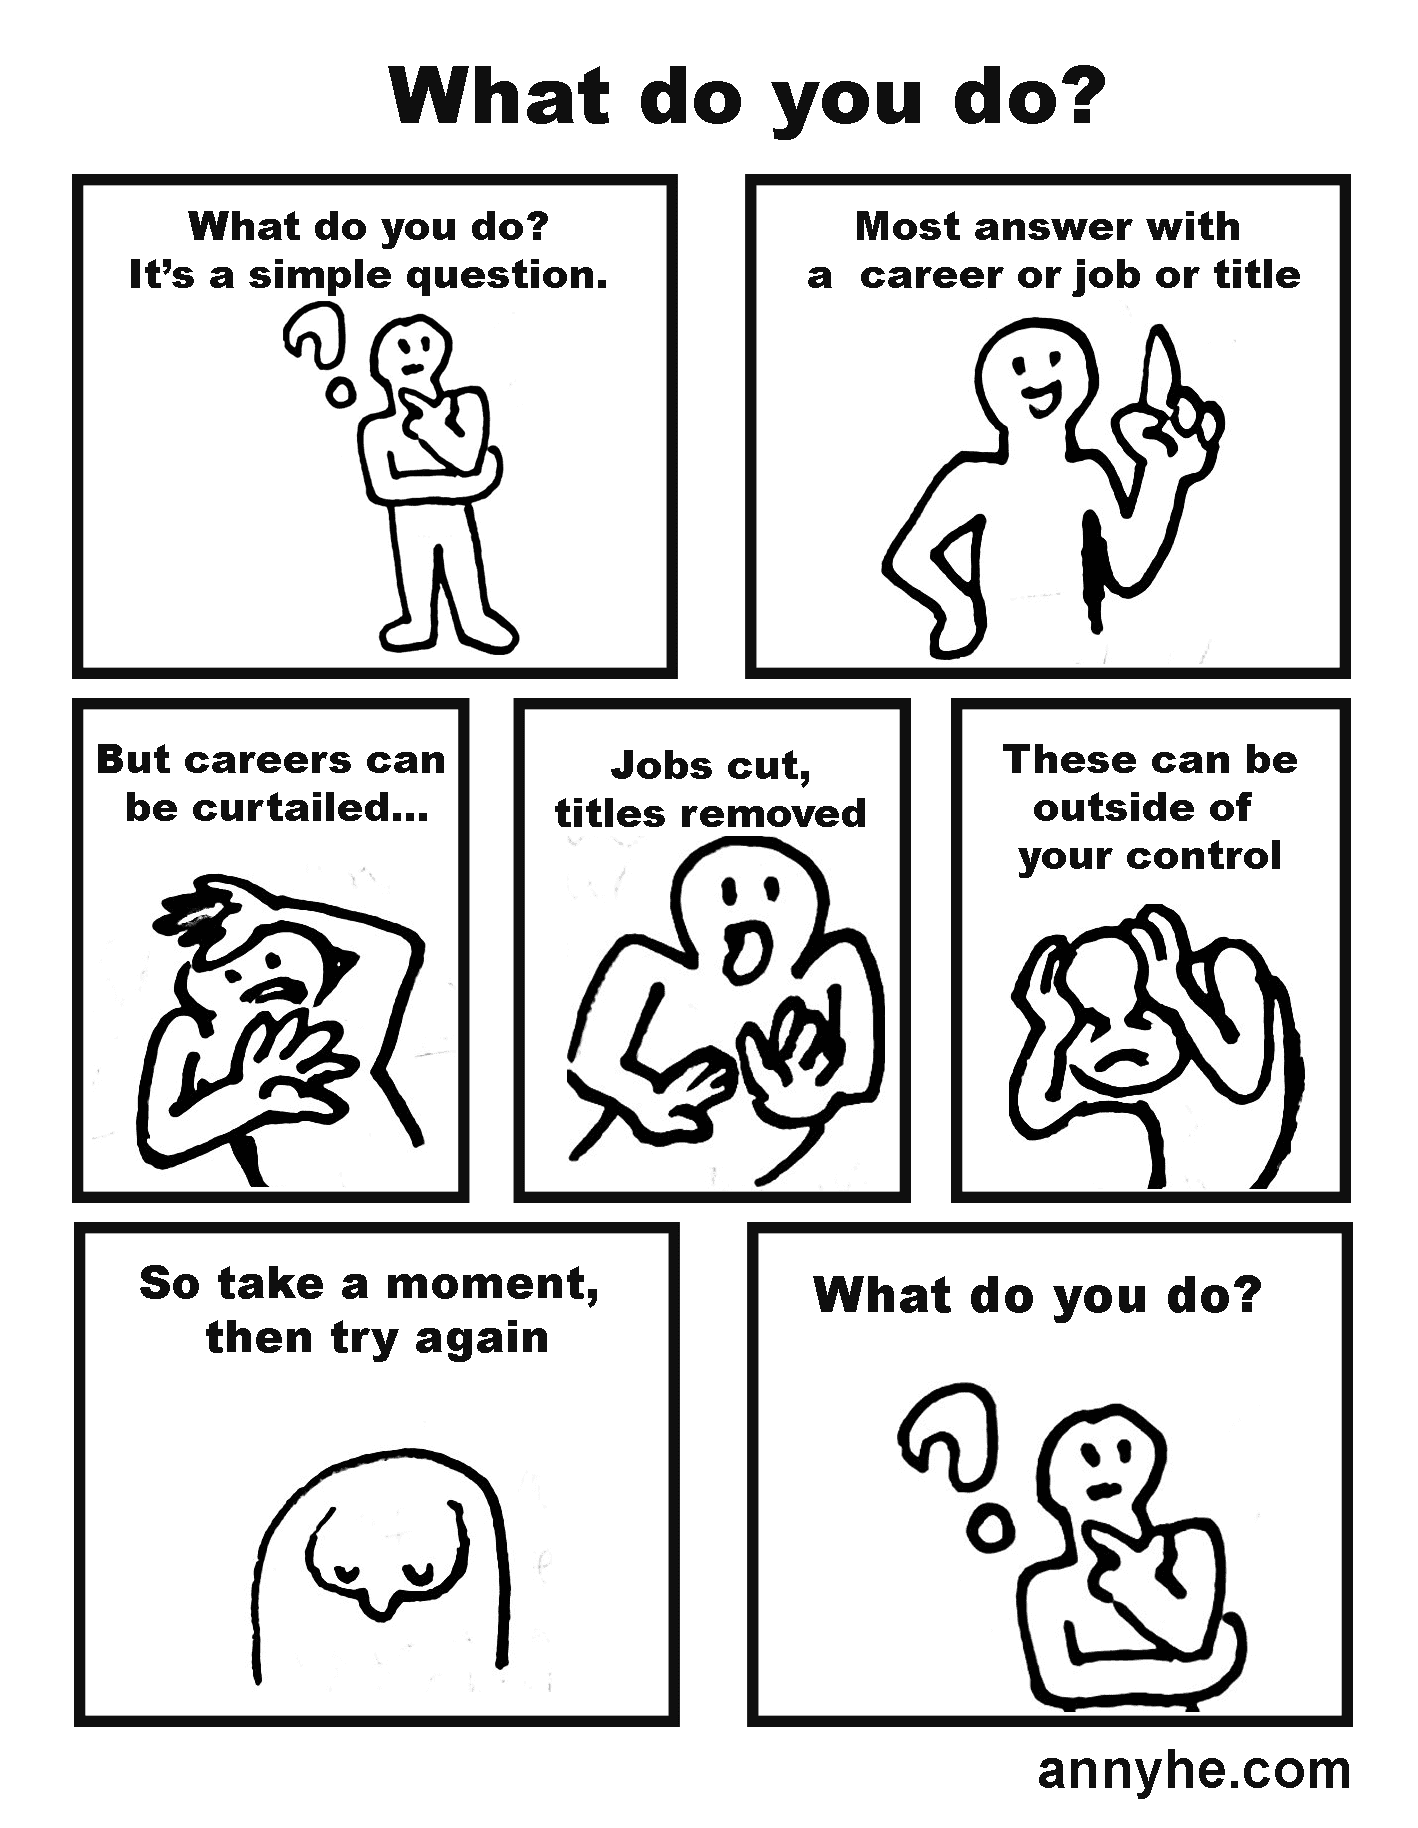 What do you do?
What do you do?
It’s a simple question.
Most answer with
a  career or job or title
But careers can
be curtailed...
Jobs cut,
titles removed
These can be
outside of
your control
So take a moment,
then try again
What do you do?
annyhe.com